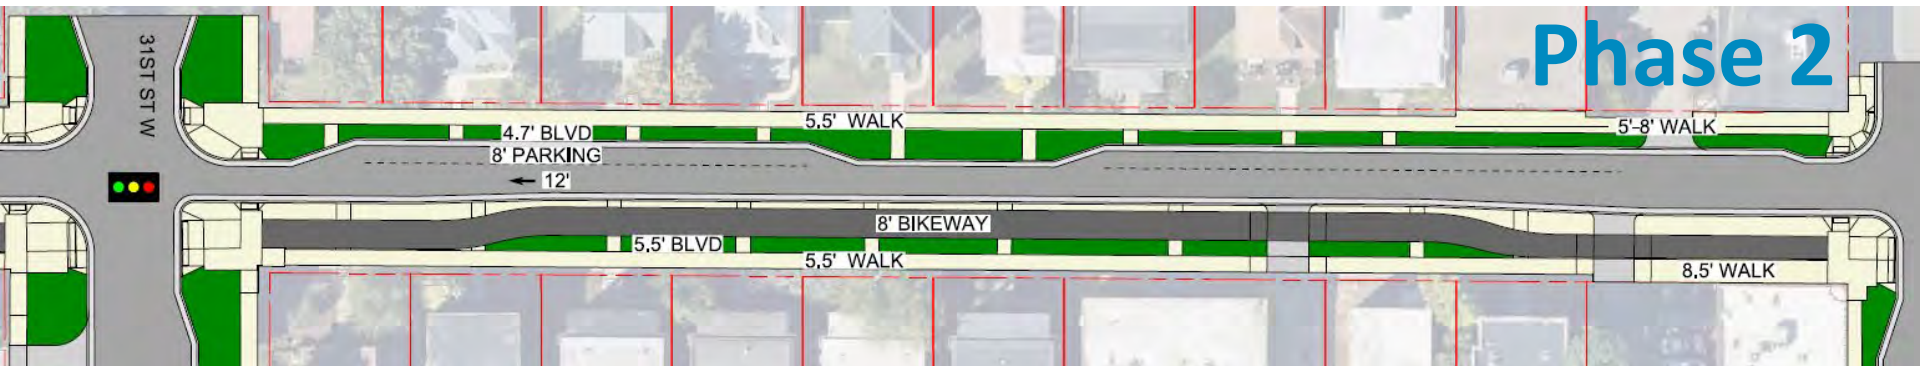 Phase 2
31ST ST W
4.7' BLVD
5.5' WALK
5'-8' WALK
8' PARKING
12'
8' BIKEWAY
5.5' BLVD
5.5' WALK
8.5' WALK